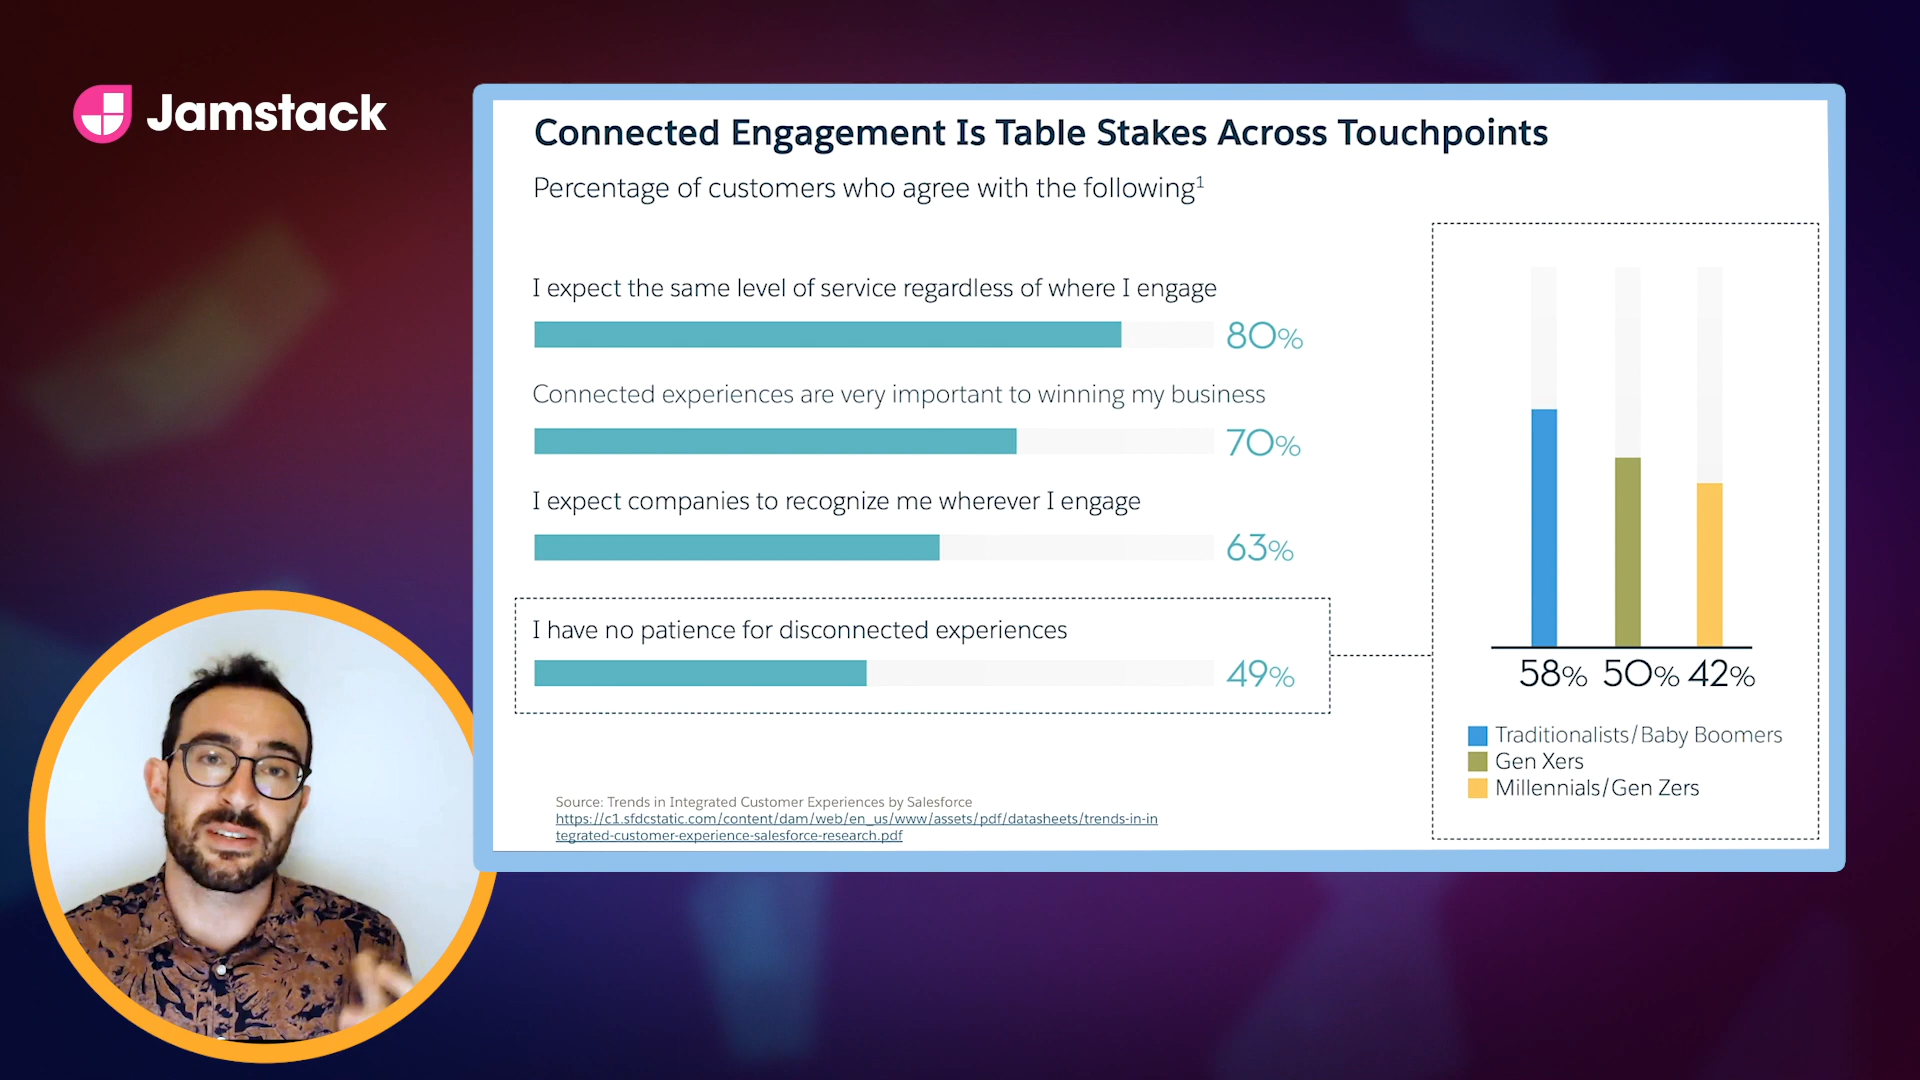 Jamstack
Connected Engagement Is Table Stakes Across Touchpoints
Percentage of customers who agree with the following¹
I expect the same level of service regardless of where I engage
80%
Connected experiences are very important to winning my business
70%
I expect companies to recognize me wherever I engage
63%
I have no patience for disconnected experiences
49%
58% 50% 42%
Traditionalists/Baby Boomers
Gen Xers
Millennials/Gen Zers
Source: Trends in Integrated Customer Experiences by Salesforce
https://c1.sfdcstatic.com/content/dam/web/en_us/www/assets/pdf/datasheets/trends-in-in
tegrated-customer-experience-salesforce-research.pdf